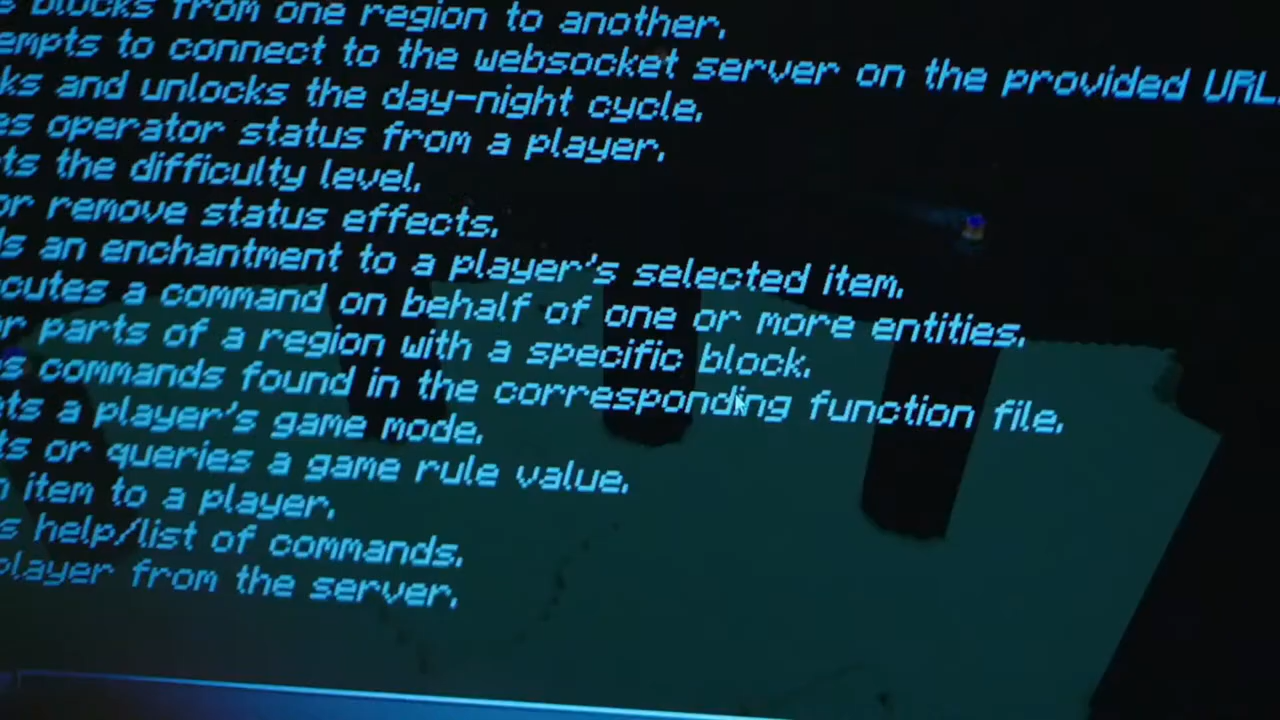 blocks from one region to another.
empts to connect to the websocket server on the provided URL.
ks and unlocks the day-night cycle.
es operator status from a player.
ts the difficulty level.
or remove status effects.
ds an enchantment to a player's selected item.
cutes a command on behalf of one or more entities.
or parts of a region with a specific block.
s commands found in the corresponding function file.
ets a player's game mode.
ts or queries a game rule value.
n item to a player.
s help/list of commands.
player from the server.